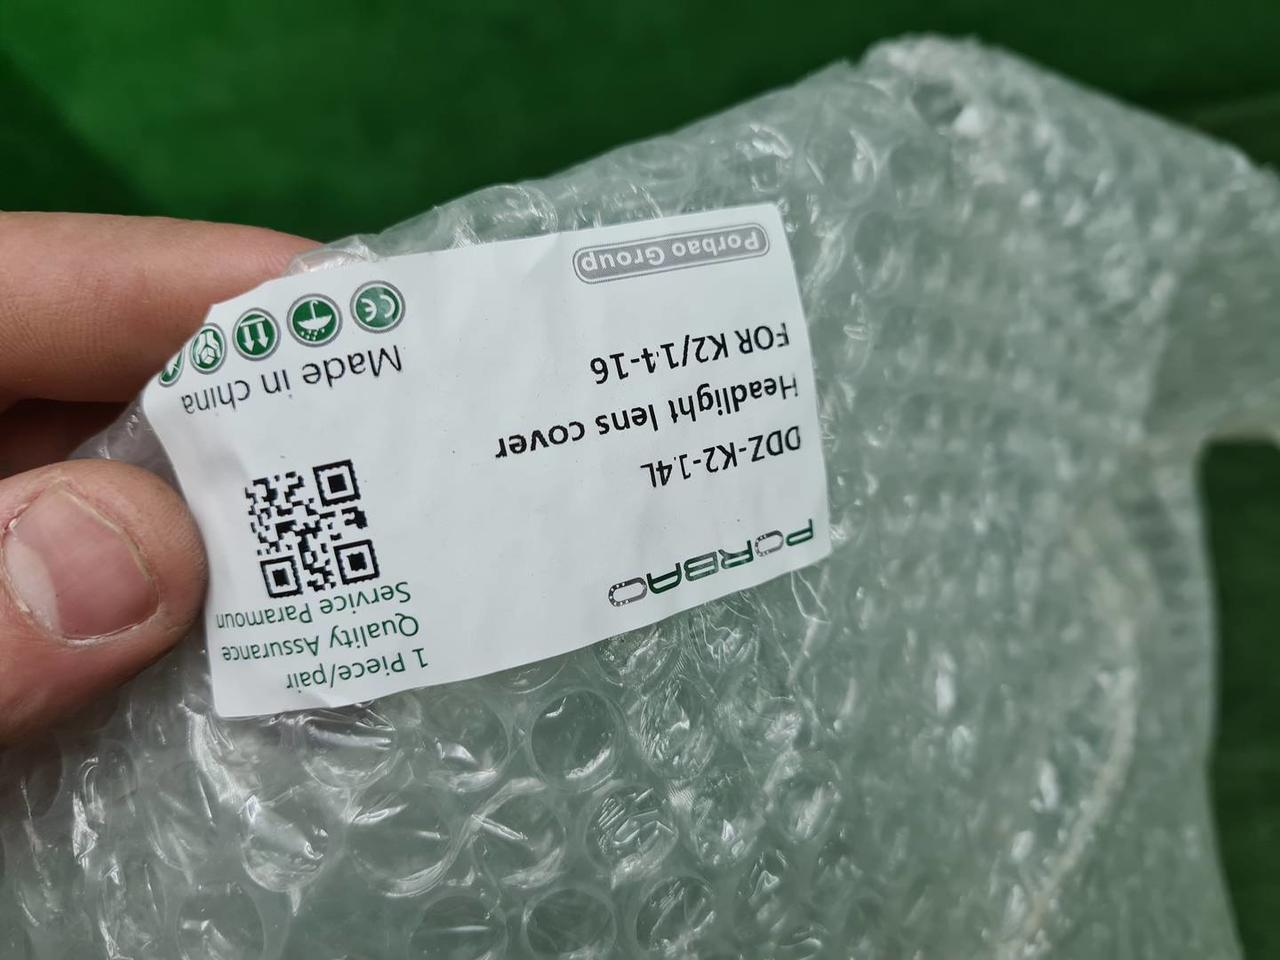 PORBAO
DDZ-K2-14L
Headlight lens cover
FOR K2/14-16
Porbao Group
1 Piece/pair
Quality Assurance
Service Paramoun
Made in china
CE